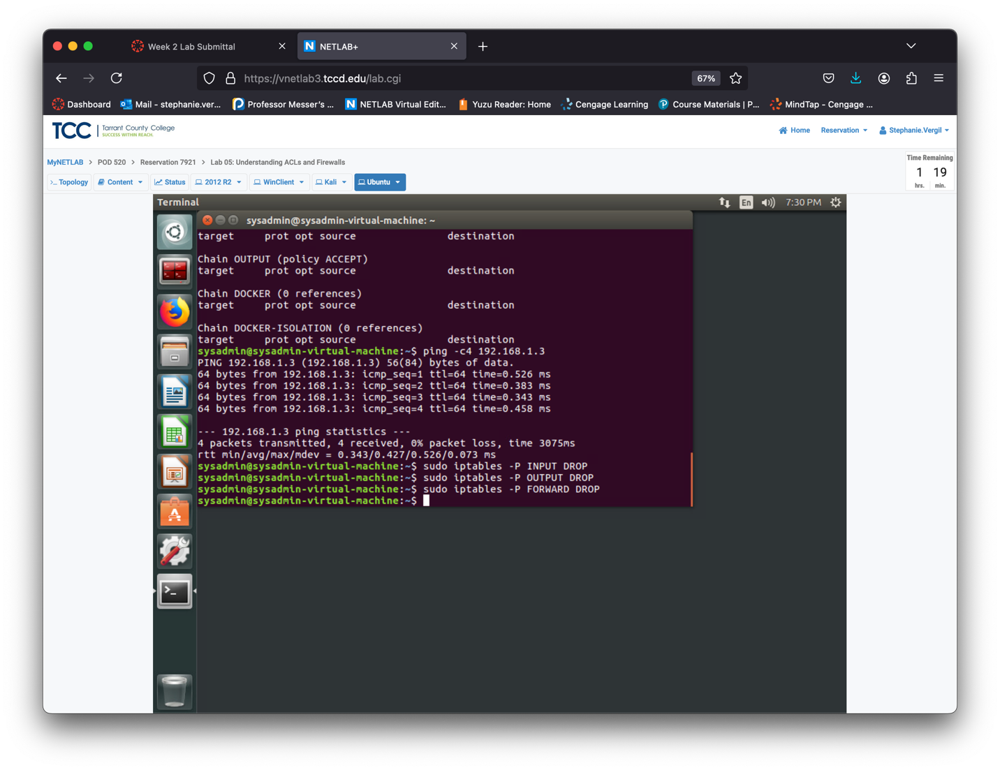 Week 2 Lab Submittal
NETLAB+
https://vnetlab3.tccd.edu/lab.cgi
67%
Dashboard
Mail - stephanie.ver...
Professor Messer's ...
NETLAB Virtual Edit...
Yuzu Reader: Home
Cengage Learning
Course Materials | P...
MindTap - Cengage ...
TCC
Tarrant County College
SUCCESS WITHIN REACH.
Home
Reservation
Stephanie.Vergil
MyNETLAB > POD 520 > Reservation 7921 > Lab 05: Understanding ACLs and Firewalls
Time Remaining
1 19
hrs. min.
>_ Topology
Content
Status
2012 R2
WinClient
Kali
Ubuntu
Terminal
En
7:30 PM
sysadmin@sysadmin-virtual-machine: ~
target prot opt source destination
Chain OUTPUT (policy ACCEPT)
target prot opt source destination
Chain DOCKER (0 references)
target prot opt source destination
Chain DOCKER-ISOLATION (0 references)
target prot opt source destination
sysadmin@sysadmin-virtual-machine:~$ ping -c4 192.168.1.3
PING 192.168.1.3 (192.168.1.3) 56(84) bytes of data.
64 bytes from 192.168.1.3: icmp_seq=1 ttl=64 time=0.526 ms
64 bytes from 192.168.1.3: icmp_seq=2 ttl=64 time=0.383 ms
64 bytes from 192.168.1.3: icmp_seq=3 ttl=64 time=0.343 ms
64 bytes from 192.168.1.3: icmp_seq=4 ttl=64 time=0.458 ms
--- 192.168.1.3 ping statistics ---
4 packets transmitted, 4 received, 0% packet loss, time 3075ms
rtt min/avg/max/mdev = 0.343/0.427/0.526/0.073 ms
sysadmin@sysadmin-virtual-machine:~$ sudo iptables -P INPUT DROP
sysadmin@sysadmin-virtual-machine:~$ sudo iptables -P OUTPUT DROP
sysadmin@sysadmin-virtual-machine:~$ sudo iptables -P FORWARD DROP
sysadmin@sysadmin-virtual-machine:~$